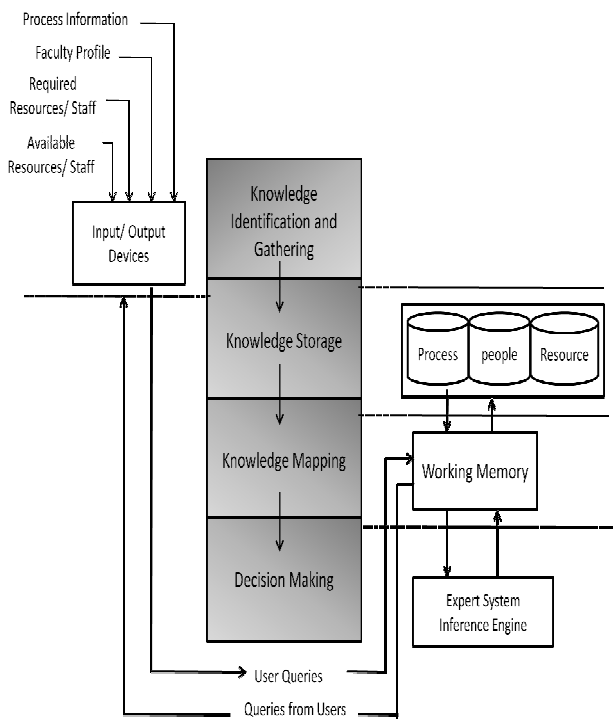 Process Information
Faculty Profile
Required
Resources/ Staff
Available
Resources/ Staff
Input/ Output
Devices
Knowledge
Identification and
Gathering
Knowledge Storage
Process
people
Resource
Knowledge Mapping
Working Memory
Decision Making
Expert System
Inference Engine
User Queries
Queries from Users